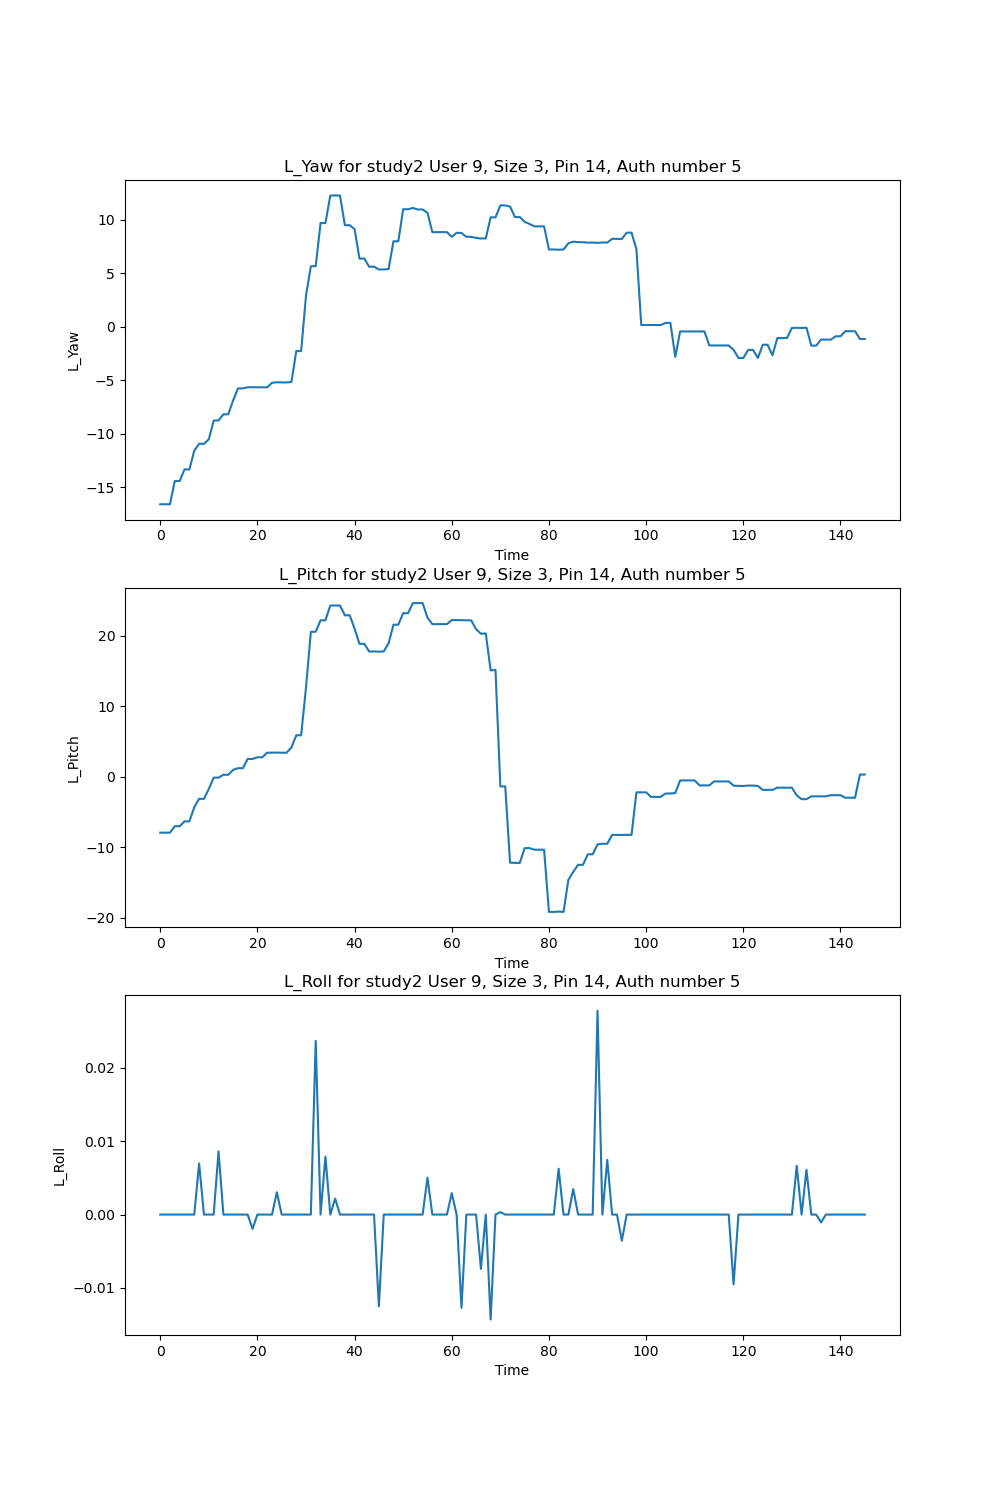 L_Yaw for study2 User 9, Size 3, Pin 14, Auth number 5
10
5
0
−5
−10
−15
L_Yaw
0 20 40 60 80 100 120 140
Time
L_Pitch for study2 User 9, Size 3, Pin 14, Auth number 5
20
10
0
−10
−20
L_Pitch
0 20 40 60 80 100 120 140
Time
L_Roll for study2 User 9, Size 3, Pin 14, Auth number 5
0.02
0.01
0.00
−0.01
L_Roll
0 20 40 60 80 100 120 140
Time